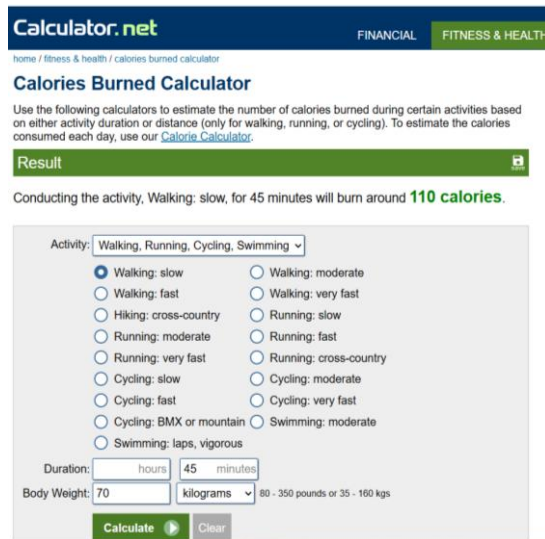 Calculator.net
FINANCIAL FITNESS & HEALTH
home / fitness & health / calories burned calculator
Calories Burned Calculator
Use the following calculators to estimate the number of calories burned during certain activities based
on either activity duration or distance (only for walking, running, or cycling). To estimate the calories
consumed each day, use our Calorie Calculator.
Result save
Conducting the activity, Walking: slow, for 45 minutes will burn around 110 calories.
Activity: Walking, Running, Cycling, Swimming
Walking: slow Walking: moderate
Walking: fast Walking: very fast
Hiking: cross-country Running: slow
Running: moderate Running: fast
Running: very fast Running: cross-country
Cycling: slow Cycling: moderate
Cycling: fast Cycling: very fast
Cycling: BMX or mountain Swimming: moderate
Swimming: laps, vigorous
Duration: hours 45 minutes
Body Weight: 70 kilograms 80 - 350 pounds or 35 - 160 kgs
Calculate Clear